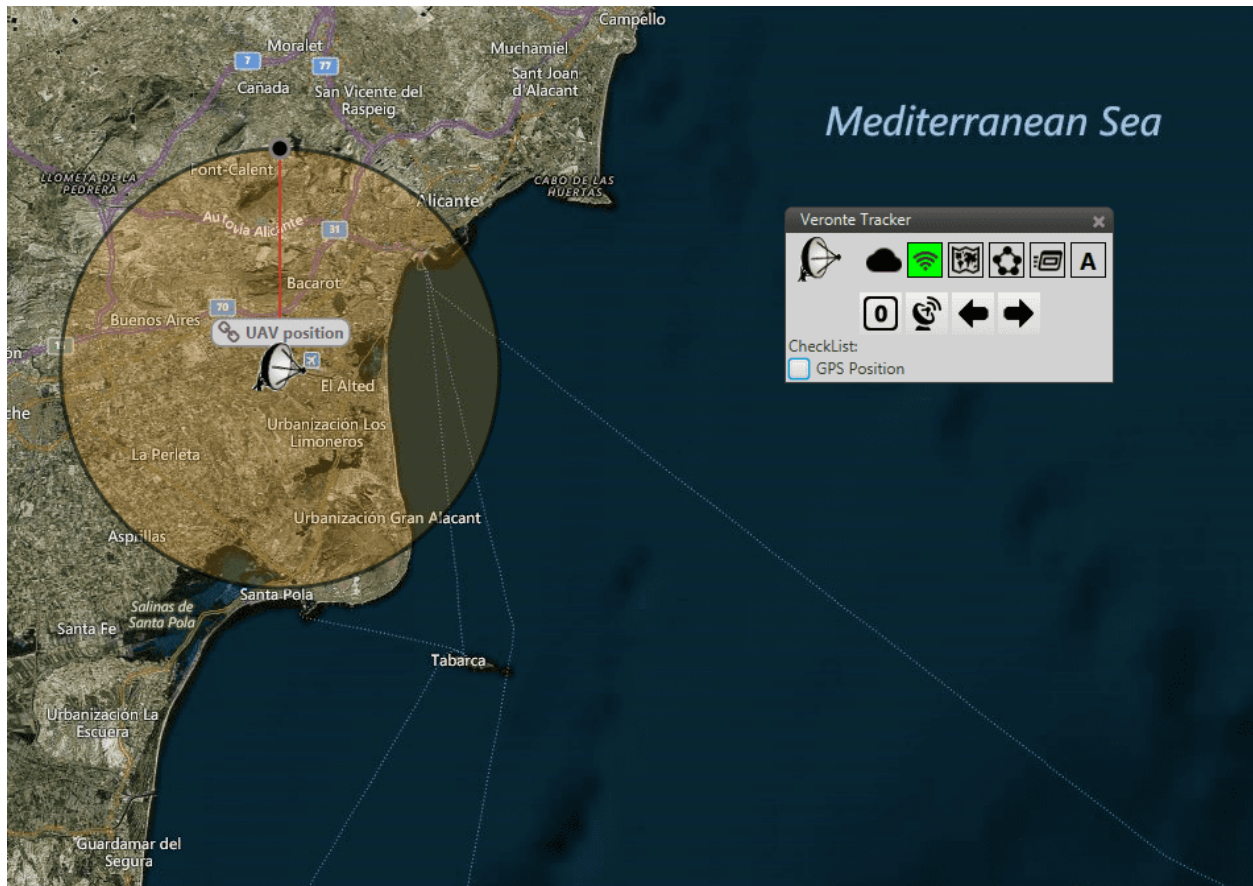 Campello
Moralet
Muchamiel
7
77
Cañada
San Vicente del
Raspeig
Sant Joan
d'Alacant
Mediterranean Sea
Font-Calent
LLOMETA DE LA
PEDRERA
CABO DE LAS
HUERTAS
Alicante
Autovia Alicante
31
Veronte Tracker
A
Bacarot
70
0
Buenos Aires
UAV position
CheckList:
GPS Position
El Alted
che
Urbanización Los
Limoneros
La Perleta
Urbanización Gran Alacant
Asprillas
Santa Pola
Salinas de
Santa Pola
Santa Fe
Tabarca
Urbanización La
Escuera
Guardamar del
Segura